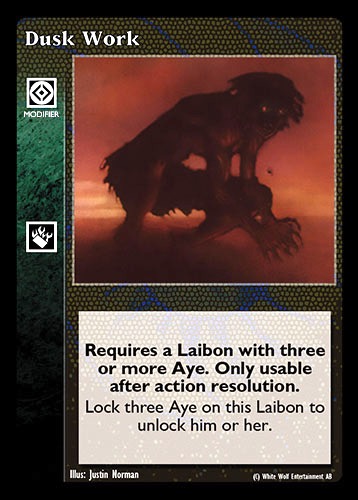 Dusk Work
MODIFIER
Requires a Laibon with three
or more Aye. Only usable
after action resolution.
Lock three Aye on this Laibon to
unlock him or her.
Illus: Justin Norman
(C) White Wolf Entertainment AB